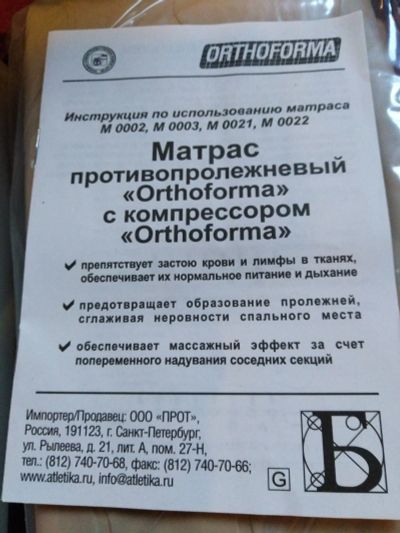 ORTHOFORMA
Инструкция по использованию матраса
М 0002, М 0003, М 0021, М 0022
Матрас
противопролежневый
«Orthoforma»
с компрессором
«Orthoforma»
препятствует застою крови и лимфы в тканях,
обеспечивает их нормальное питание и дыхание
предотвращает образование пролежней,
сглаживая неровности спального места
обеспечивает массажный эффект за счет
попеременного надувания соседних секций
Импортер/Продавец: ООО «ПРОТ»,
Россия, 191123, г. Санкт-Петербург,
ул. Рылеева, д. 21, лит. А, пом. 27-Н,
тел.: (812) 740-70-68, факс: (812) 740-70-66;
www.atletika.ru, info@atletika.ru
G
Б